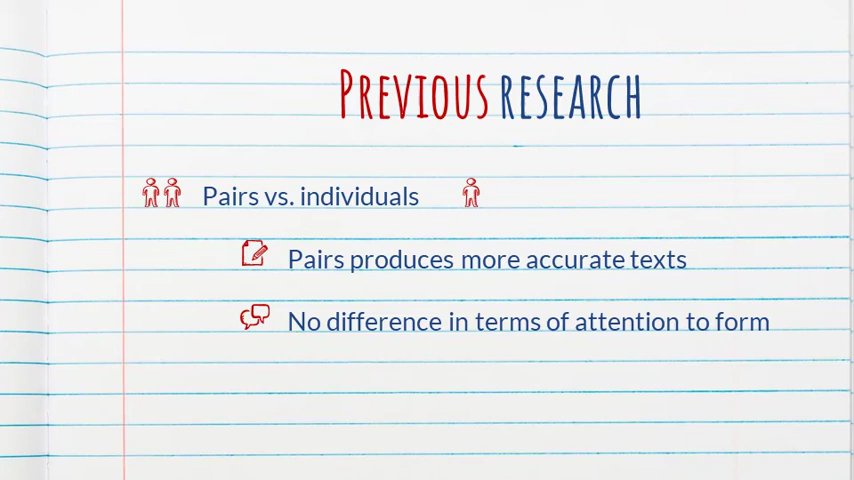 Previous research
Pairs vs. individuals
Pairs produces more accurate texts
No difference in terms of attention to form